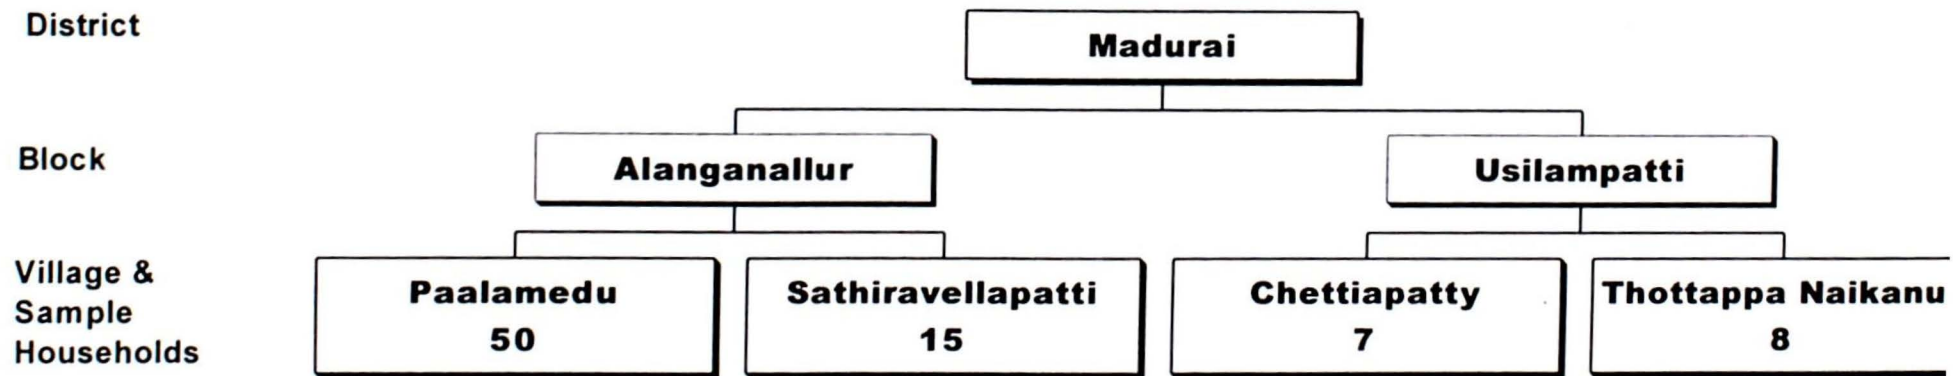 District
Madurai
Block
Alanganallur
Usilampatti
Village &
Sample
Households
Paalamedu
50
Sathiravellapatti
15
Chettiapatty
7
Thottappa Naikanu
8